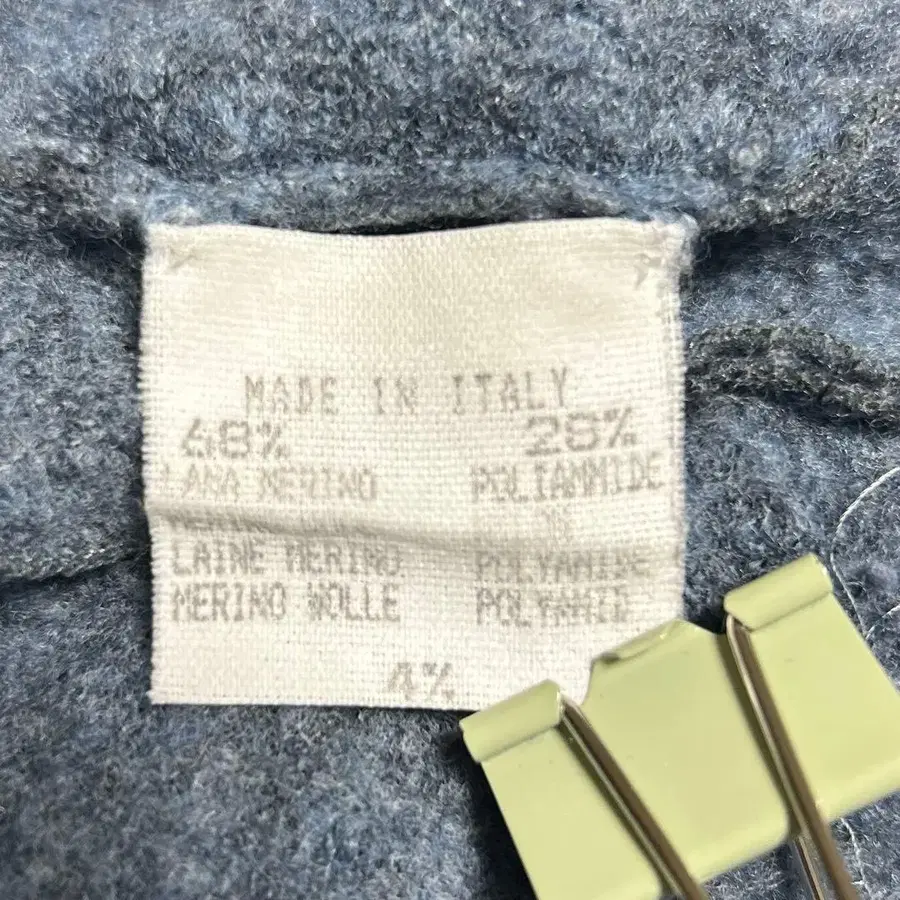 MADE IN ITALY
68% 28%
LANA MERINO POLIAMMIDE
LAINE MERINO POLYAMIDE
MERINO WOLLE POLYAMID
4%